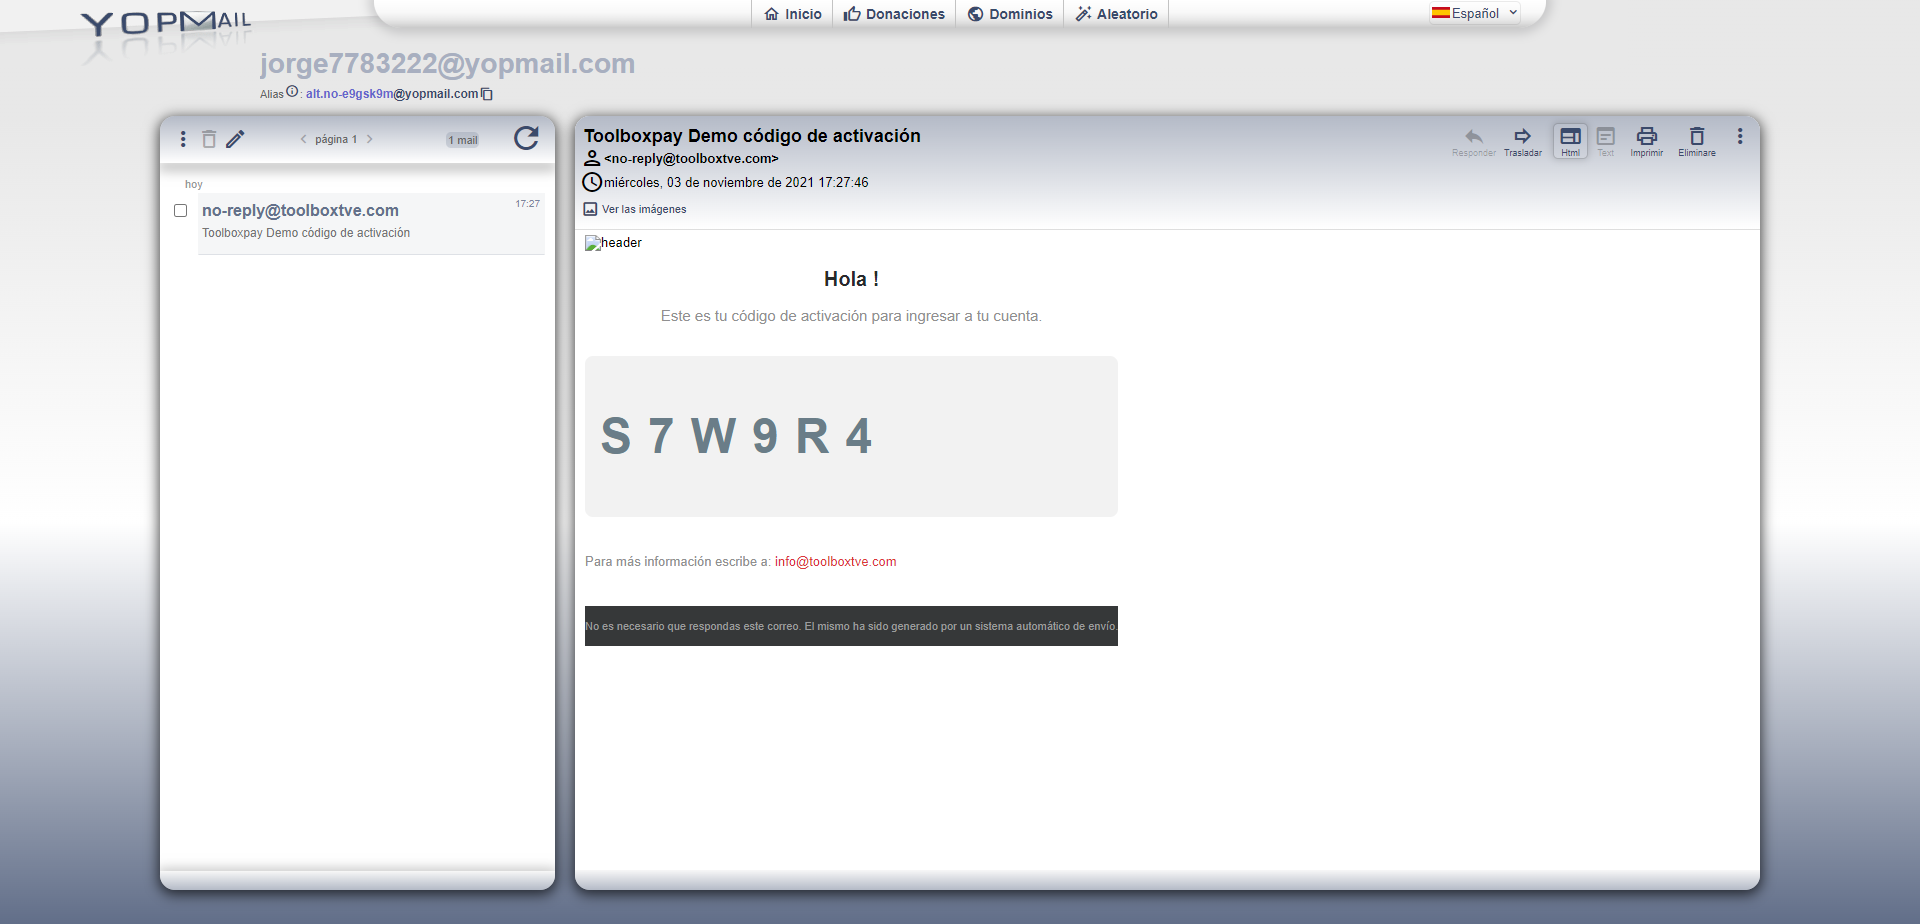 YOPMail
Inicio
Donaciones
Dominios
Aleatorio
Español
jorge7783222@yopmail.com
Alias : alt.no-e9gsk9m@yopmail.com
página 1
1 mail
hoy
no-reply@toolboxtve.com
17:27
Toolboxpay Demo código de activación
Toolboxpay Demo código de activación
<no-reply@toolboxtve.com>
miércoles, 03 de noviembre de 2021 17:27:46
Ver las imágenes
Responder
Trasladar
Html
Text
Imprimir
Eliminare
header
Hola !
Este es tu código de activación para ingresar a tu cuenta.
S 7 W 9 R 4
Para más información escribe a: info@toolboxtve.com
No es necesario que respondas este correo. El mismo ha sido generado por un sistema automático de envío.